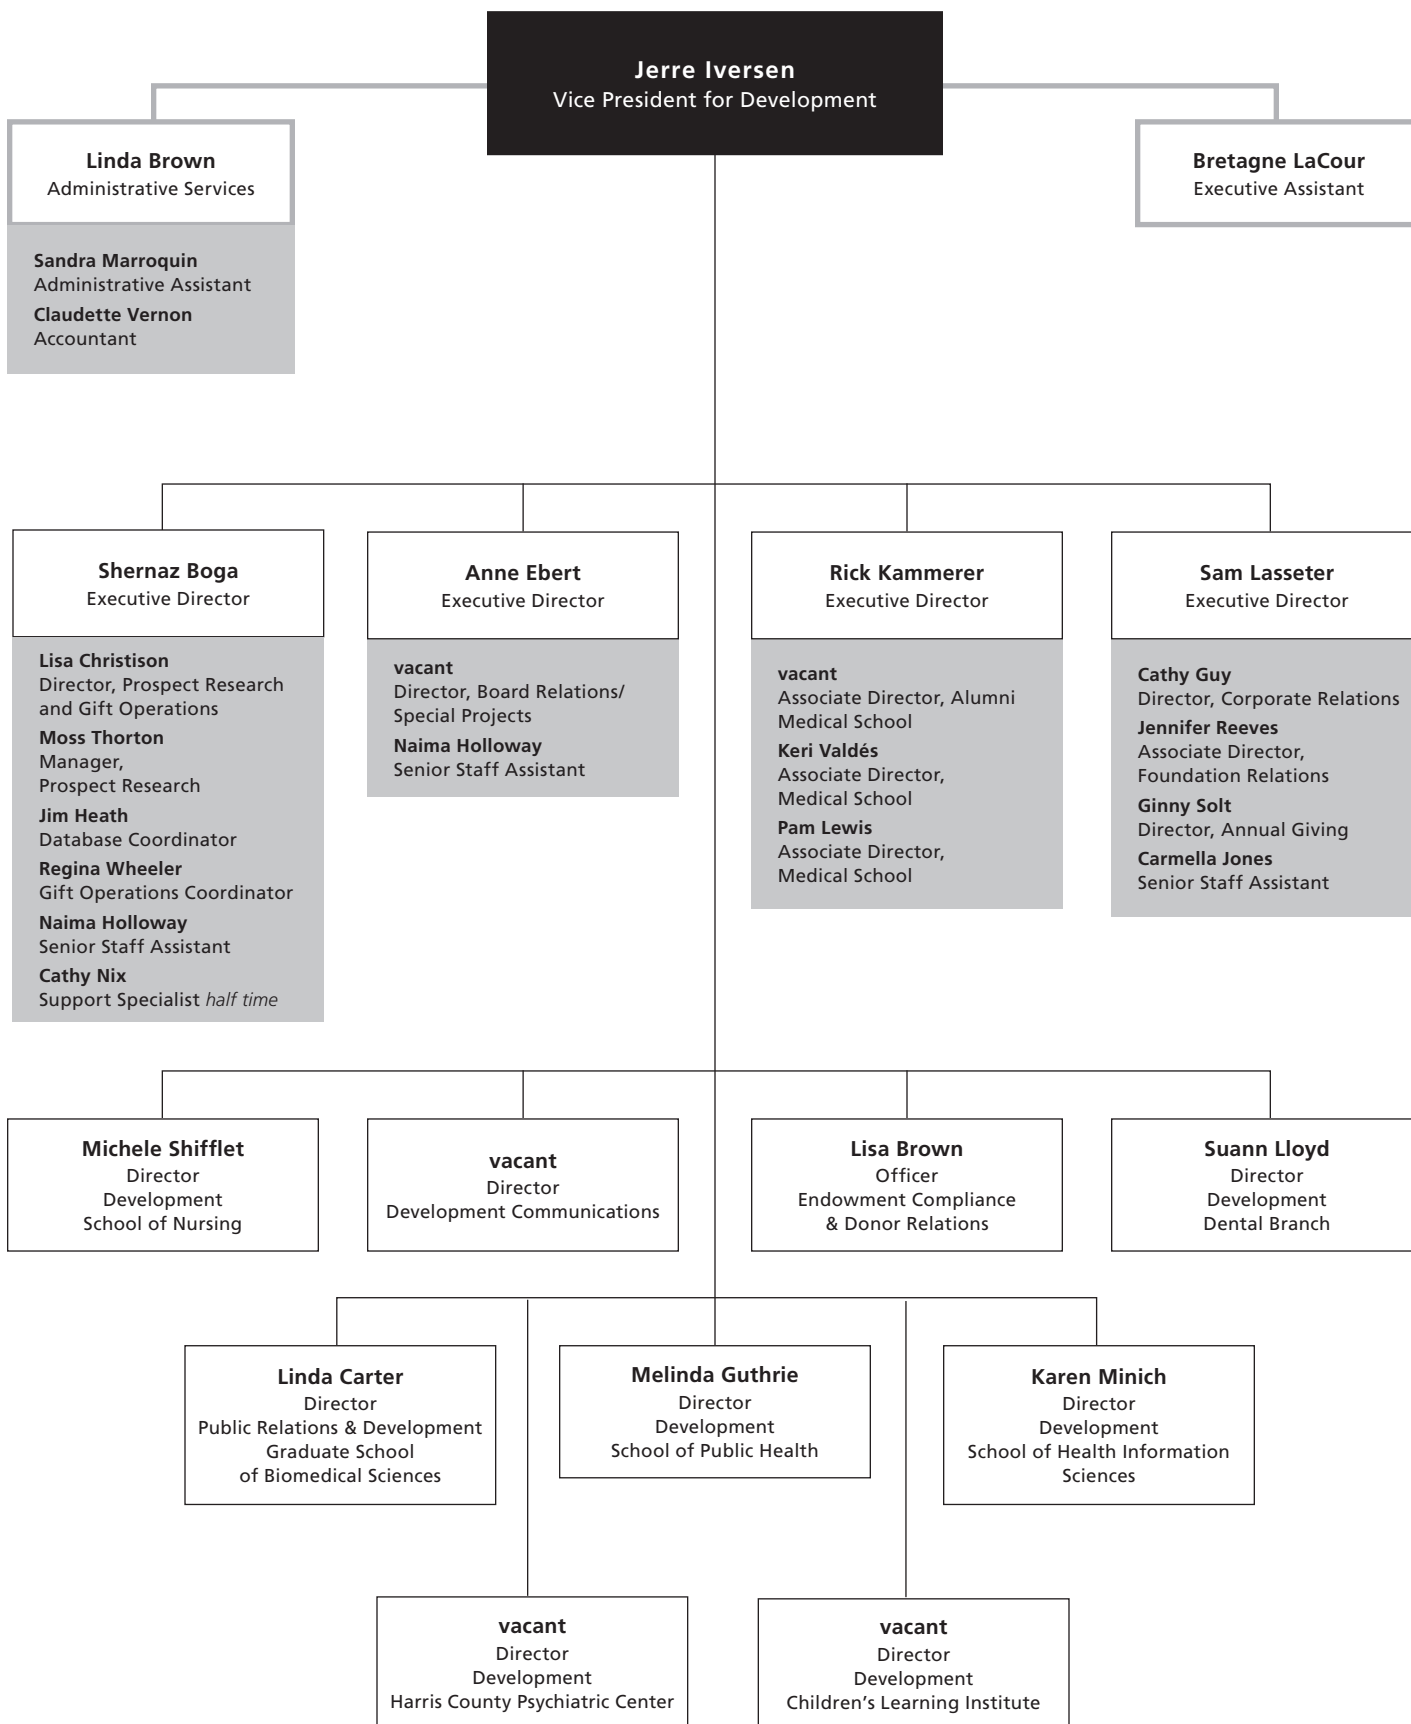 Jerre Iversen
Vice President for Development
Linda Brown
Administrative Services
Sandra Marroquin
Administrative Assistant
Claudette Vernon
Accountant
Bretagne LaCour
Executive Assistant
Shernaz Boga
Executive Director
Lisa Christison
Director, Prospect Research
and Gift Operations
Moss Thorton
Manager,
Prospect Research
Jim Heath
Database Coordinator
Regina Wheeler
Gift Operations Coordinator
Naima Holloway
Senior Staff Assistant
Cathy Nix
Support Specialist half time
Anne Ebert
Executive Director
vacant
Director, Board Relations/
Special Projects
Naima Holloway
Senior Staff Assistant
Rick Kammerer
Executive Director
vacant
Associate Director, Alumni
Medical School
Keri Valdés
Associate Director,
Medical School
Pam Lewis
Associate Director,
Medical School
Sam Lasseter
Executive Director
Cathy Guy
Director, Corporate Relations
Jennifer Reeves
Associate Director,
Foundation Relations
Ginny Solt
Director, Annual Giving
Carmella Jones
Senior Staff Assistant
Michele Shifflet
Director
Development
School of Nursing
vacant
Director
Development Communications
Lisa Brown
Officer
Endowment Compliance
& Donor Relations
Suann Lloyd
Director
Development
Dental Branch
Linda Carter
Director
Public Relations & Development
Graduate School
of Biomedical Sciences
Melinda Guthrie
Director
Development
School of Public Health
Karen Minich
Director
Development
School of Health Information
Sciences
vacant
Director
Development
Harris County Psychiatric Center
vacant
Director
Development
Children’s Learning Institute